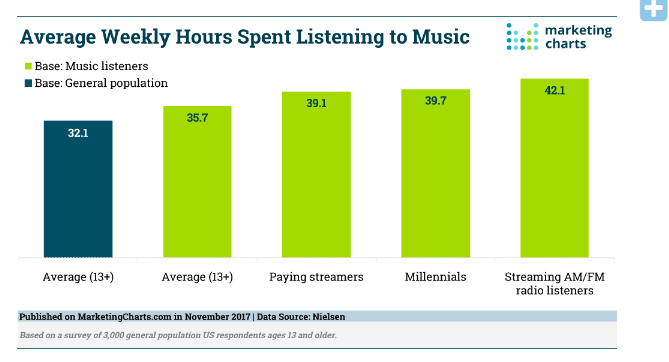 Average Weekly Hours Spent Listening to Music
marketing
charts
Base: Music listeners
Base: General population
32.1
35.7
39.1
39.7
42.1
Average (13+)
Average (13+)
Paying streamers
Millennials
Streaming AM/FM
radio listeners
Published on MarketingCharts.com in November 2017 | Data Source: Nielsen
Based on a survey of 3,000 general population US respondents ages 13 and older.